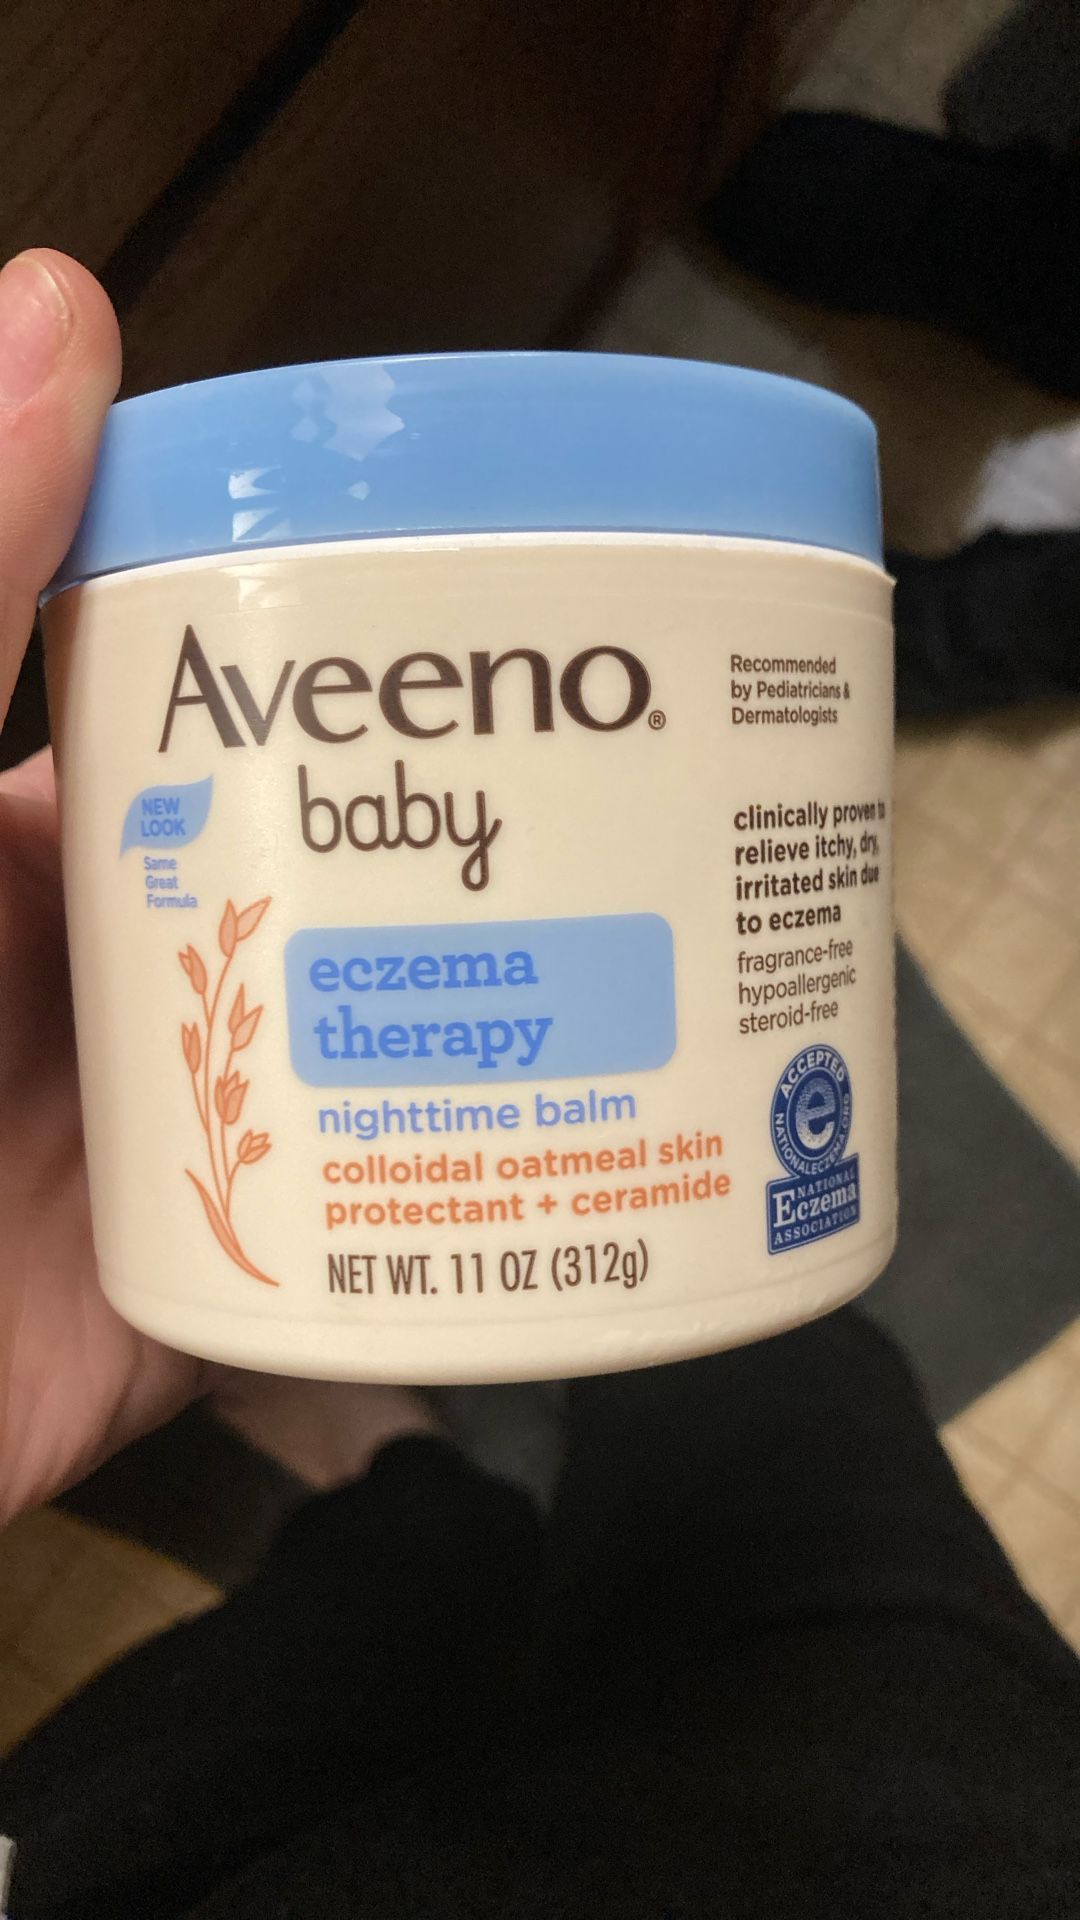 Aveeno®
baby
NEW
LOOK
Same
Great
Formula
eczema
therapy
nighttime balm
colloidal oatmeal skin
protectant + ceramide
NET WT. 11 OZ (312g)
Recommended
by Pediatricians &
Dermatologists
clinically proven to
relieve itchy, dry,
irritated skin due
to eczema
fragrance-free
hypoallergenic
steroid-free
ACCEPTED
e
NATIONALECZEMA.ORG
NATIONAL
Eczema
ASSOCIATION